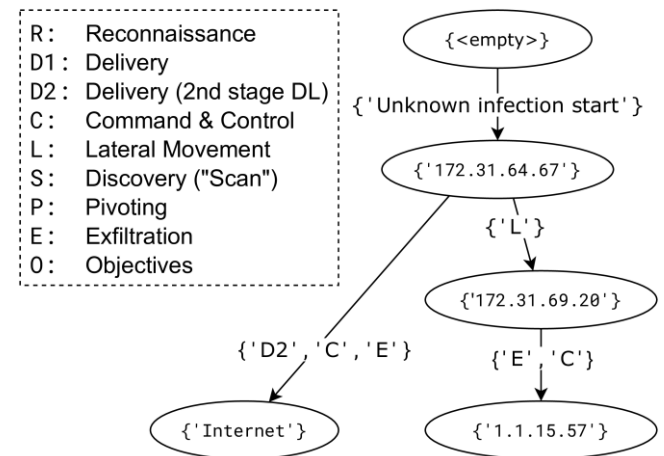 R: Reconnaissance
D1: Delivery
D2: Delivery (2nd stage DL)
C: Command & Control
L: Lateral Movement
S: Discovery ("Scan")
P: Pivoting
E: Exfiltration
O: Objectives
{<empty>}
{'Unknown infection start'}
{'172.31.64.67'}
{'L'}
{'172.31.69.20'}
{'D2','C','E'}
{'E','C'}
{'Internet'}
{'1.1.15.57'}